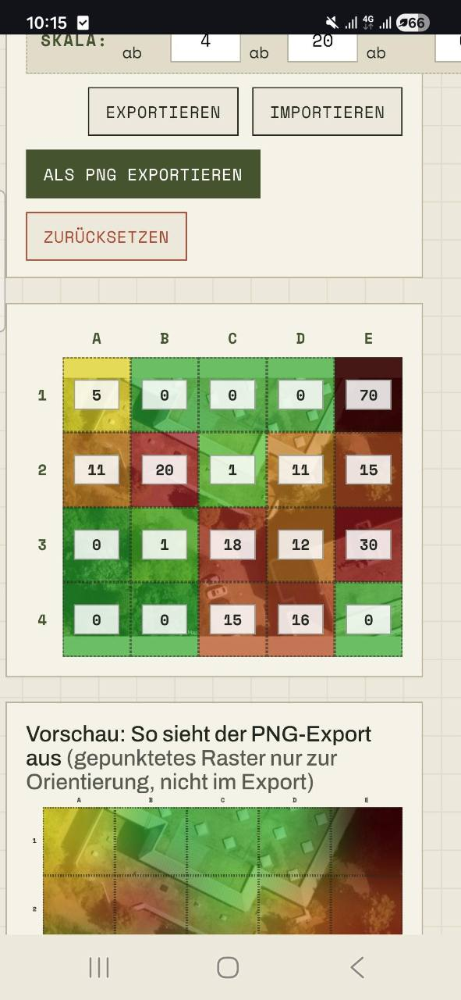 10:15 4G 66
SKALA: ab 4 ab 20 ab
EXPORTIEREN IMPORTIEREN
ALS PNG EXPORTIEREN
ZURÜCKSETZEN
A B C D E
1 5 0 0 0 70
2 11 20 1 11 15
3 0 1 18 12 30
4 0 0 15 16 0
Vorschau: So sieht der PNG-Export
aus (gepunktetes Raster nur zur
Orientierung, nicht im Export)
A B C D E
1
2